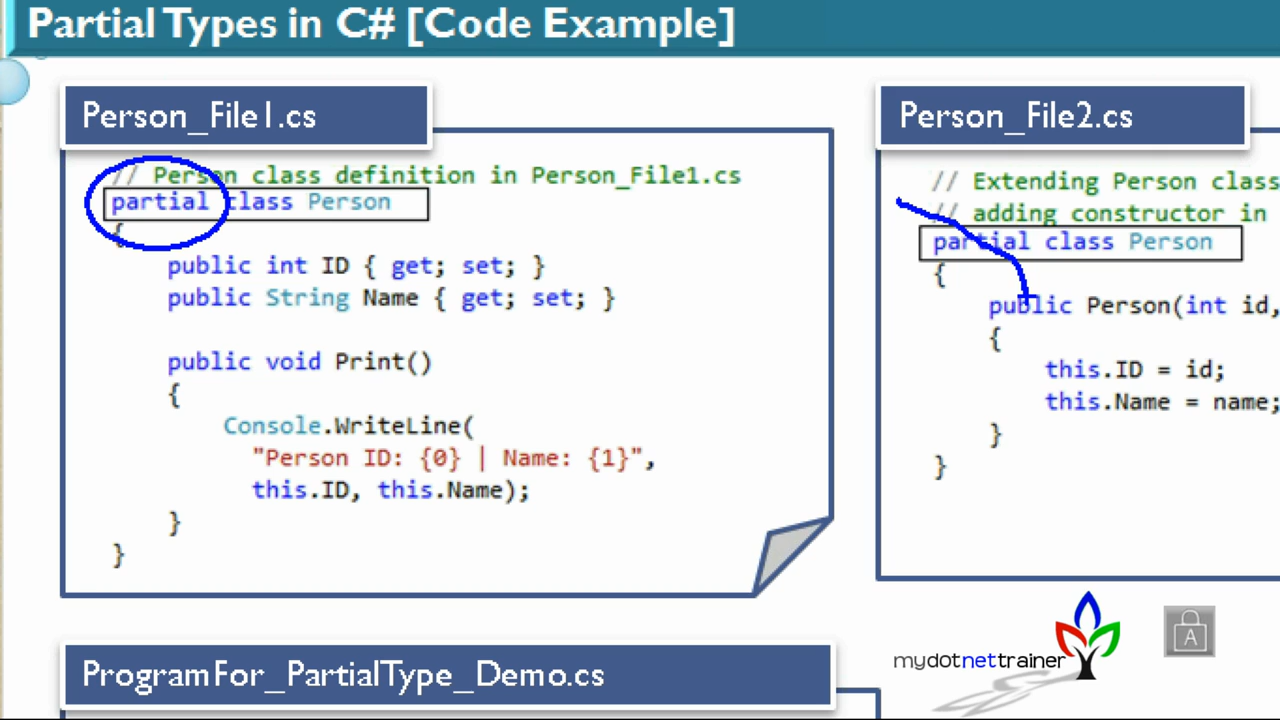 Partial Types in C# [Code Example]
Person_File1.cs
// Person class definition in Person_File1.cs
partial class Person
{
public int ID { get; set; }
public String Name { get; set; }
public void Print()
{
Console.WriteLine(
"Person ID: {0} | Name: {1}",
this.ID, this.Name);
}
}
Person_File2.cs
// Extending Person class
// adding constructor in
partial class Person
{
public Person(int id,
{
this.ID = id;
this.Name = name;
}
}
mydotnettrainer
A
ProgramFor_PartialType_Demo.cs